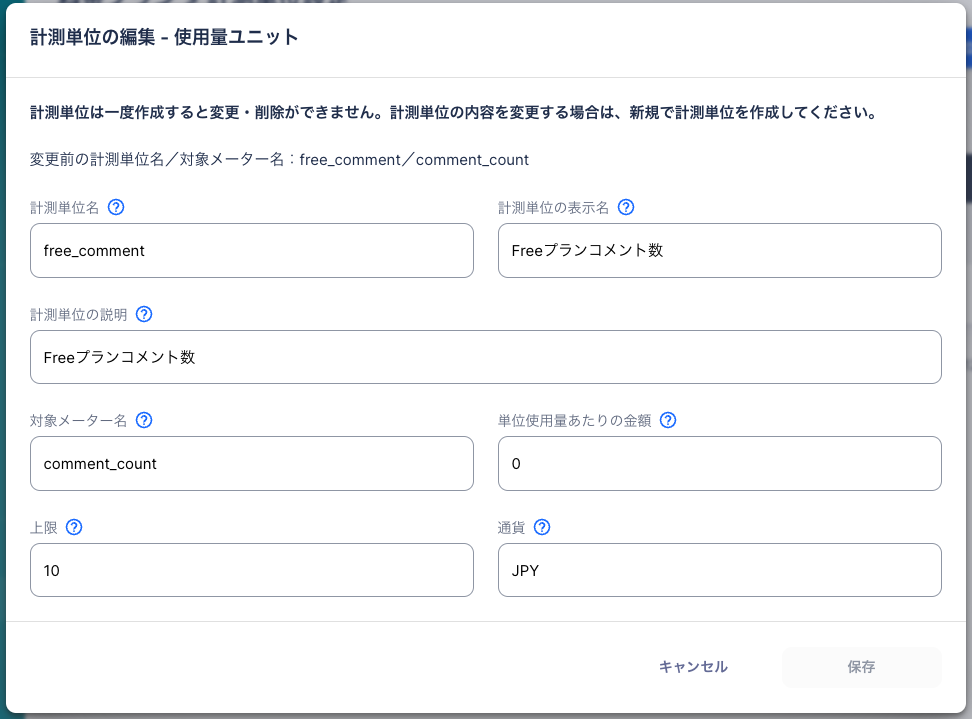 計測単位の編集 - 使用量ユニット
計測単位は一度作成すると変更・削除ができません。計測単位の内容を変更する場合は、新規で計測単位を作成してください。
変更前の計測単位名／対象メーター名：free_comment／comment_count
計測単位名
計測単位の表示名
free_comment
Freeプランコメント数
計測単位の説明
Freeプランコメント数
対象メーター名
単位使用量あたりの金額
comment_count
0
上限
通貨
10
JPY
キャンセル
保存